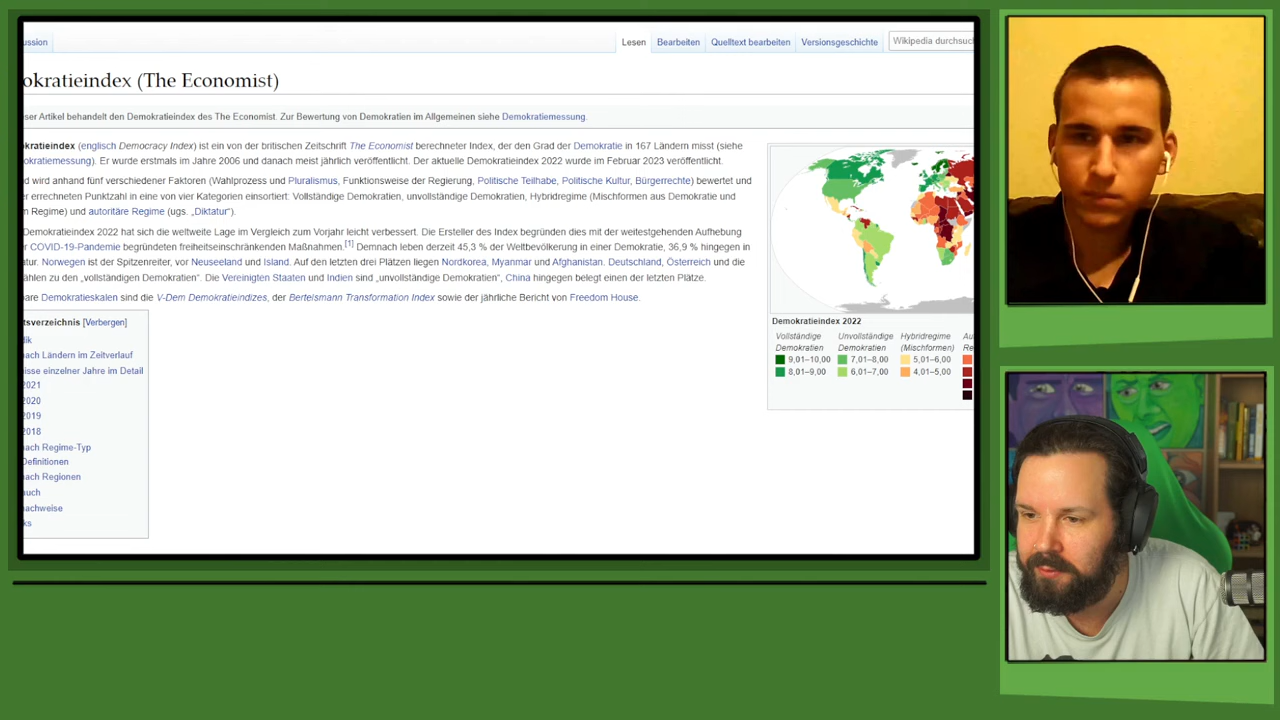 ussion
Lesen Bearbeiten Quelltext bearbeiten Versionsgeschichte Wikipedia durchsuc
okratieindex (The Economist)
ser Artikel behandelt den Demokratieindex des The Economist. Zur Bewertung von Demokratien im Allgemeinen siehe Demokratiemessung.
kratieindex (englisch Democracy Index) ist ein von der britischen Zeitschrift The Economist berechneter Index, der den Grad der Demokratie in 167 Ländern misst (siehe
okratiemessung). Er wurde erstmals im Jahre 2006 und danach meist jährlich veröffentlicht. Der aktuelle Demokratieindex 2022 wurde im Februar 2023 veröffentlicht.
d wird anhand fünf verschiedener Faktoren (Wahlprozess und Pluralismus, Funktionsweise der Regierung, Politische Teilhabe, Politische Kultur, Bürgerrechte) bewertet und
er errechneten Punktzahl in eine von vier Kategorien einsortiert: Vollständige Demokratien, unvollständige Demokratien, Hybridregime (Mischformen aus Demokratie und
n Regime) und autoritäre Regime (ugs. „Diktatur“).
Demokratieindex 2022 hat sich die weltweite Lage im Vergleich zum Vorjahr leicht verbessert. Die Ersteller des Index begründen dies mit der weitestgehenden Aufhebung
r COVID-19-Pandemie begründeten freiheitseinschränkenden Maßnahmen.[1] Demnach leben derzeit 45,3 % der Weltbevölkerung in einer Demokratie, 36,9 % hingegen in
atur. Norwegen ist der Spitzenreiter, vor Neuseeland und Island. Auf den letzten drei Plätzen liegen Nordkorea, Myanmar und Afghanistan. Deutschland, Österreich und die
ählen zu den „vollständigen Demokratien“. Die Vereinigten Staaten und Indien sind „unvollständige Demokratien“, China hingegen belegt einen der letzten Plätze.
bare Demokratieskalen sind die V-Dem Demokratieindizes, der Bertelsmann Transformation Index sowie der jährliche Bericht von Freedom House.
Demokratieindex 2022
Vollständige Unvollständige Hybridregime Au
Demokratien Demokratien (Mischformen) Re
9,01–10,00 7,01–8,00 5,01–6,00
8,01–9,00 6,01–7,00 4,01–5,00
tsverzeichnis [Verbergen]
dik
nach Ländern im Zeitverlauf
nisse einzelner Jahre im Detail
2021
2020
2019
2018
nach Regime-Typ
Definitionen
nach Regionen
auch
nachweise
ks